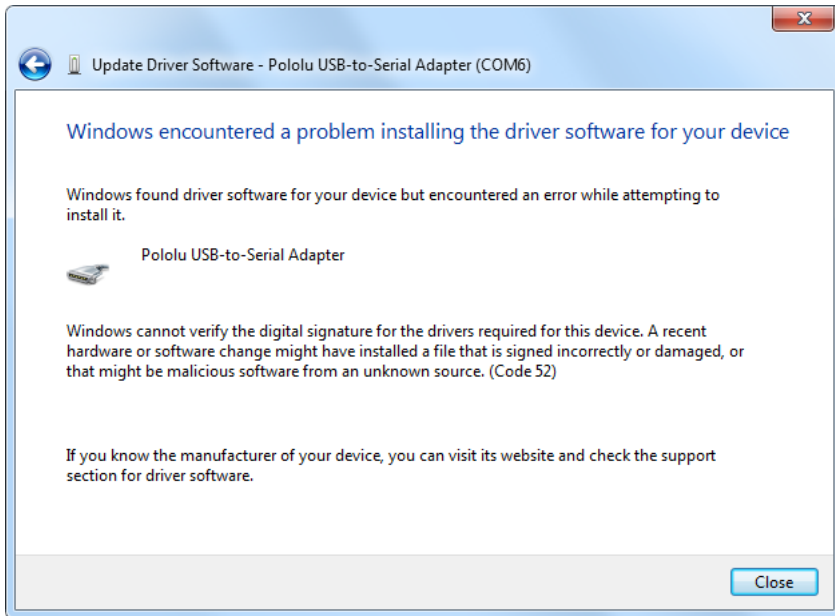 Update Driver Software - Pololu USB-to-Serial Adapter (COM6)
Windows encountered a problem installing the driver software for your device
Windows found driver software for your device but encountered an error while attempting to
install it.
Pololu USB-to-Serial Adapter
Windows cannot verify the digital signature for the drivers required for this device. A recent
hardware or software change might have installed a file that is signed incorrectly or damaged, or
that might be malicious software from an unknown source. (Code 52)
If you know the manufacturer of your device, you can visit its website and check the support
section for driver software.
Close